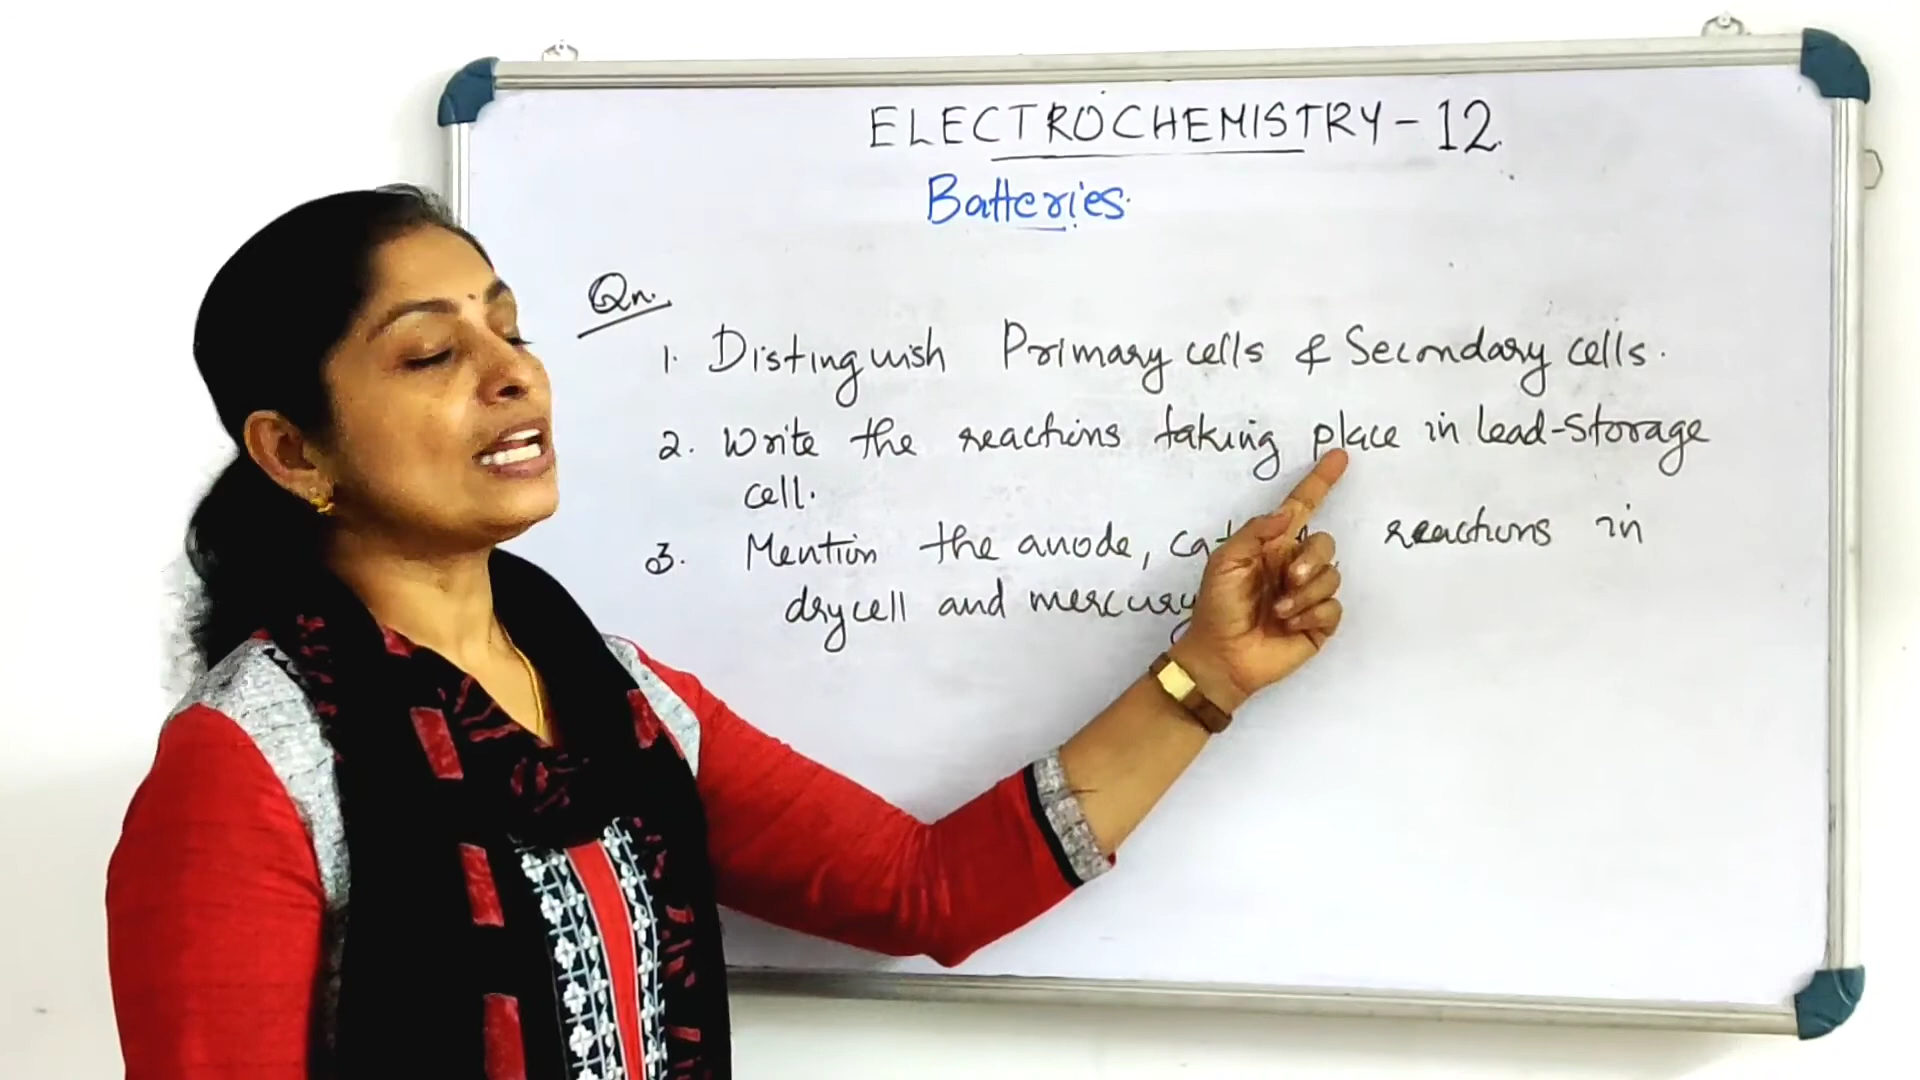 ELECTROCHEMISTRY - 12
Batteries.
Qn.
1. Distinguish Primary cells & Secondary cells.
2. Write the reactions taking place in lead-storage
cell.
3. Mention the anode, reactions in
drycell and mercury